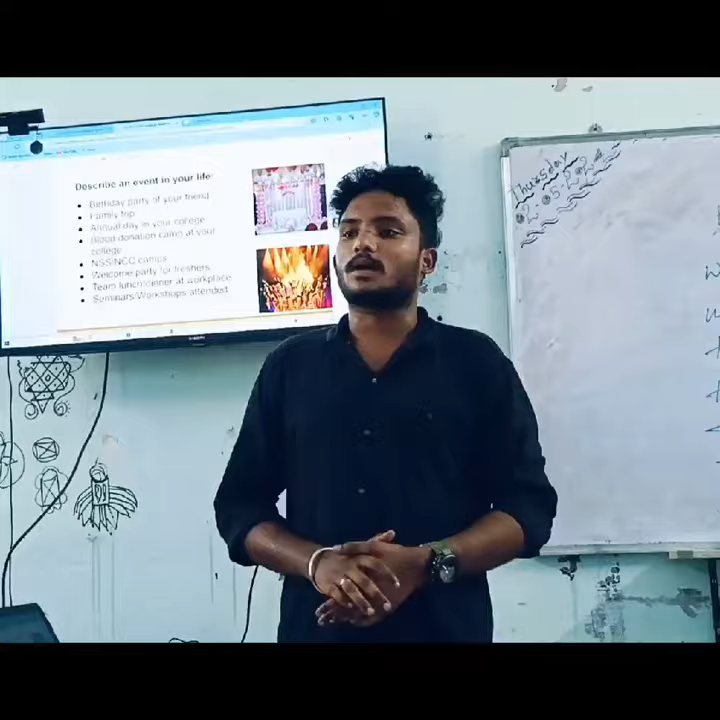 Describe an event in your life:
Birthday party of your friend
Family trip
Annual day in your college
Blood donation camp at your
college
NSS/NCC camps
Welcome party for freshers
Team lunch/dinner at workplace
Seminars/Workshops attended
Thursday